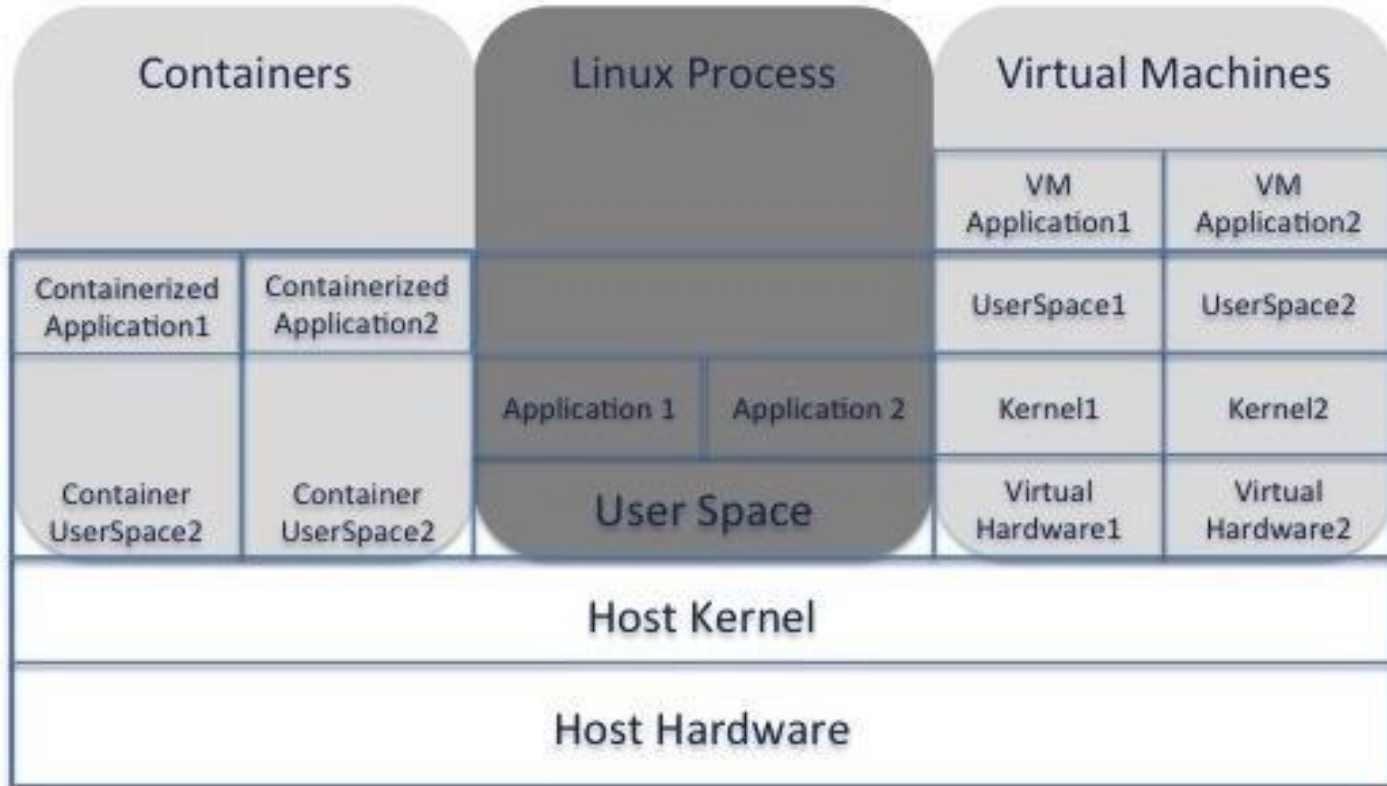 Containers
Linux Process
Virtual Machines
VM
Application1
VM
Application2
Containerized
Application1
Containerized
Application2
UserSpace1
UserSpace2
Application 1
Application 2
Kernel1
Kernel2
Container
UserSpace2
Container
UserSpace2
User Space
Virtual
Hardware1
Virtual
Hardware2
Host Kernel
Host Hardware